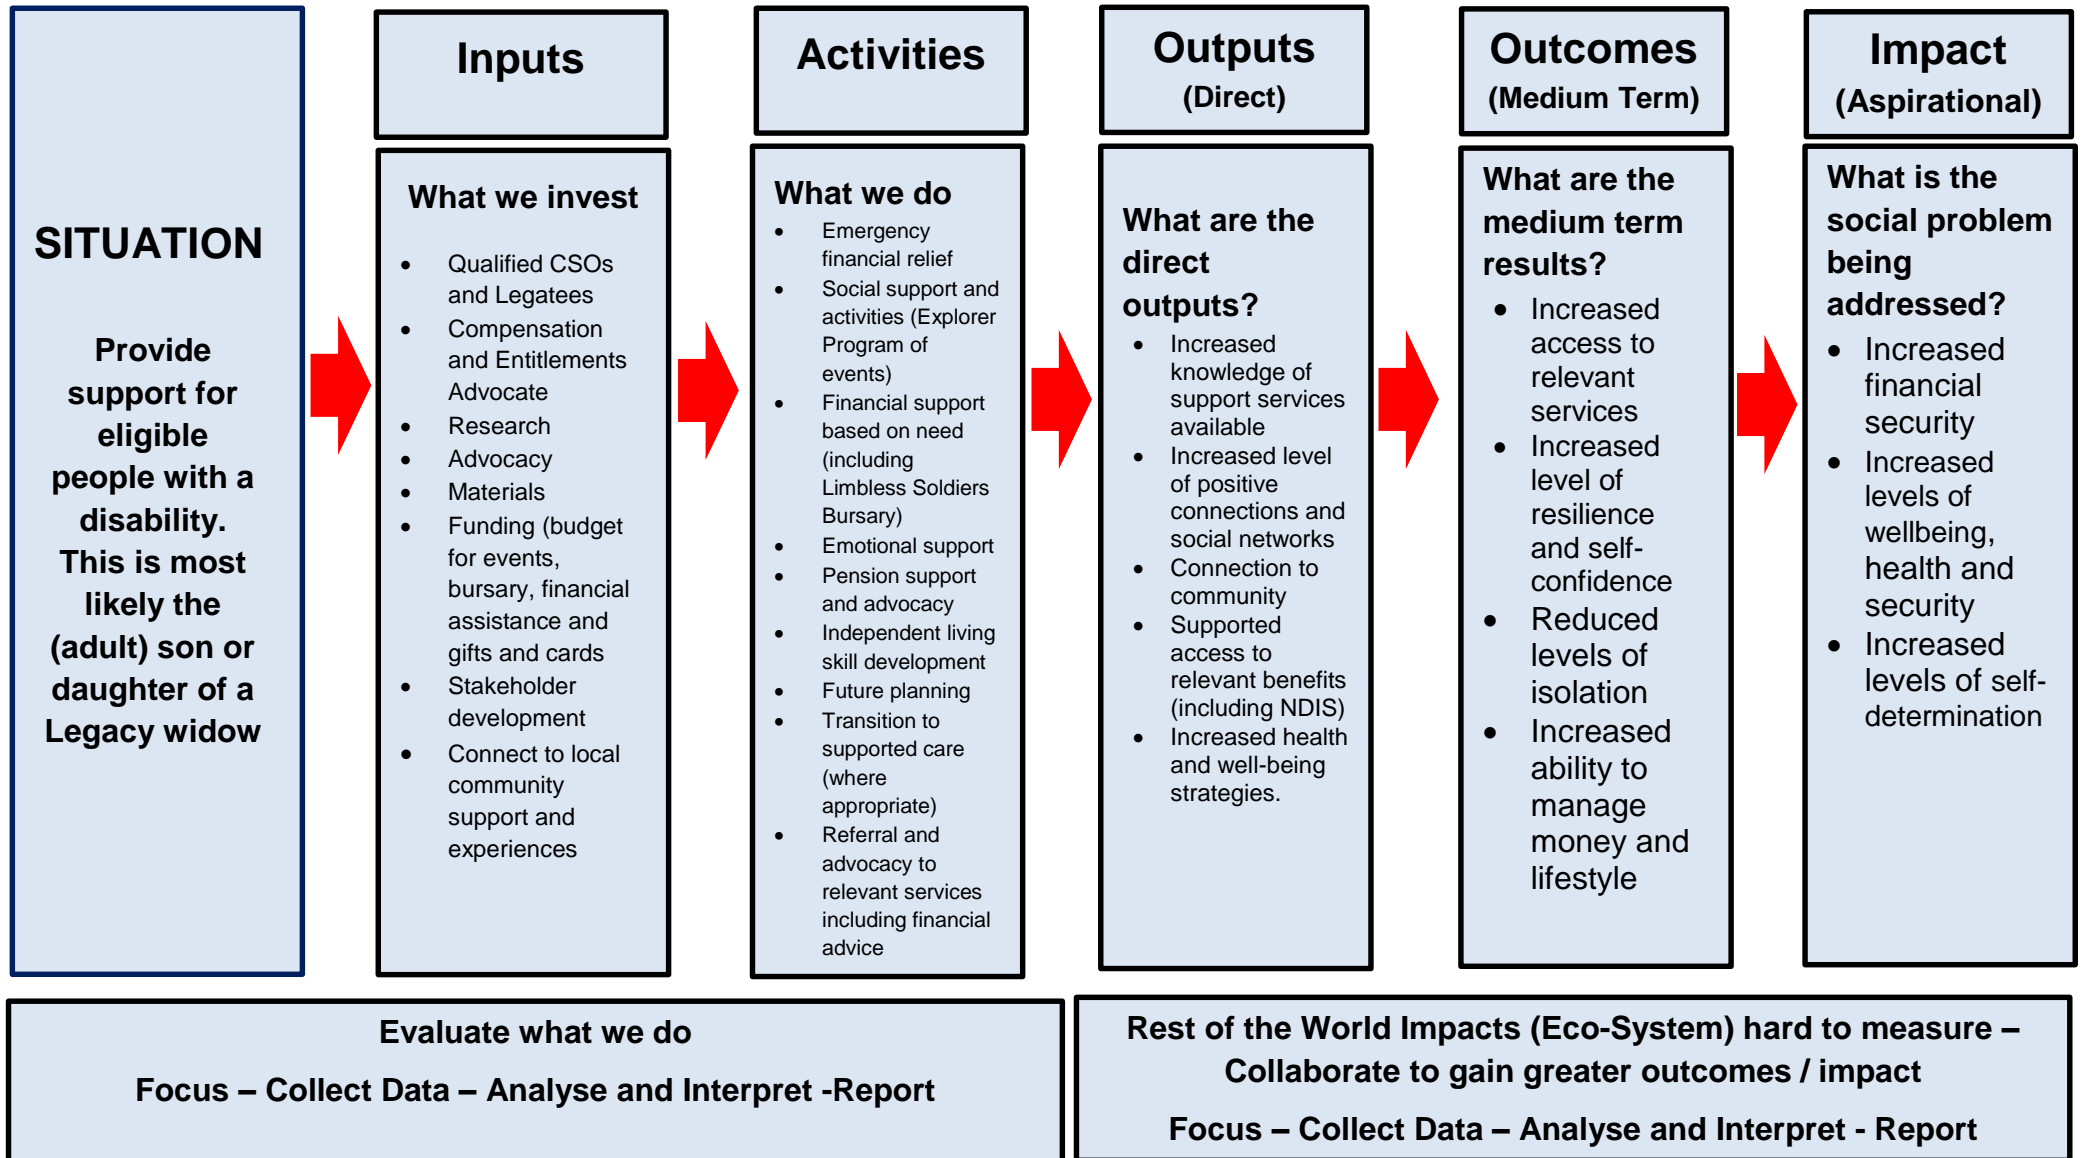 SITUATION
Provide
support for
eligible
people with a
disability.
This is most
likely the
(adult) son or
daughter of a
Legacy widow
Inputs
What we invest
• Qualified CSOs
and Legatees
• Compensation
and Entitlements
Advocate
• Research
• Advocacy
• Materials
• Funding (budget
for events,
bursary, financial
assistance and
gifts and cards
• Stakeholder
development
• Connect to local
community
support and
experiences
Activities
What we do
• Emergency
financial relief
• Social support and
activities (Explorer
Program of
events)
• Financial support
based on need
(including
Limbless Soldiers
Bursary)
• Emotional support
• Pension support
and advocacy
• Independent living
skill development
• Future planning
• Transition to
supported care
(where
appropriate)
• Referral and
advocacy to
relevant services
including financial
advice
Outputs
(Direct)
What are the
direct
outputs?
• Increased
knowledge of
support services
available
• Increased level
of positive
connections and
social networks
• Connection to
community
• Supported
access to
relevant benefits
(including NDIS)
• Increased health
and well-being
strategies.
Outcomes
(Medium Term)
What are the
medium term
results?
• Increased
access to
relevant
services
• Increased
level of
resilience
and self-
confidence
• Reduced
levels of
isolation
• Increased
ability to
manage
money and
lifestyle
Impact
(Aspirational)
What is the
social problem
being
addressed?
• Increased
financial
security
• Increased
levels of
wellbeing,
health and
security
• Increased
levels of self-
determination
Evaluate what we do
Focus – Collect Data – Analyse and Interpret -Report
Rest of the World Impacts (Eco-System) hard to measure –
Collaborate to gain greater outcomes / impact
Focus – Collect Data – Analyse and Interpret - Report